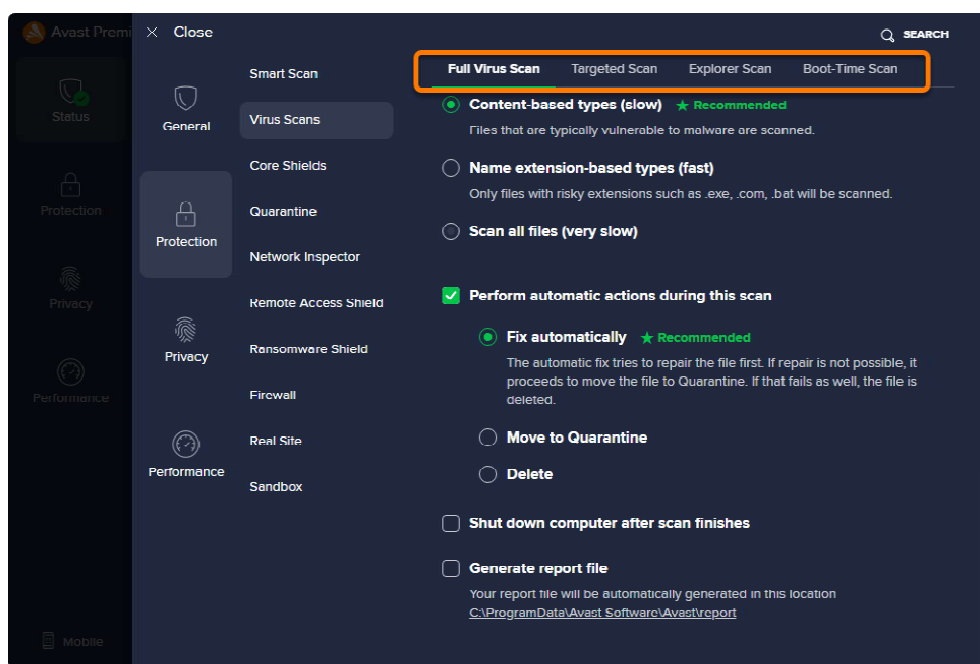 Avast Premi
Close
SEARCH
Status
Protection
Privacy
Performance
Mobile
General
Protection
Privacy
Performance
Smart Scan
Virus Scans
Core Shields
Quarantine
Network Inspector
Remote Access Shield
Ransomware Shield
Firewall
Real Site
Sandbox
Full Virus Scan Targeted Scan Explorer Scan Boot-Time Scan
Content-based types (slow) ★ Recommended
Files that are typically vulnerable to malware are scanned.
Name extension-based types (fast)
Only files with risky extensions such as .exe, .com, .bat will be scanned.
Scan all files (very slow)
Perform automatic actions during this scan
Fix automatically ★ Recommended
The automatic fix tries to repair the file first. If repair is not possible, it
proceeds to move the file to Quarantine. If that fails as well, the file is
deleted.
Move to Quarantine
Delete
Shut down computer after scan finishes
Generate report file
Your report file will be automatically generated in this location
C:\ProgramData\Avast Software\Avast\report